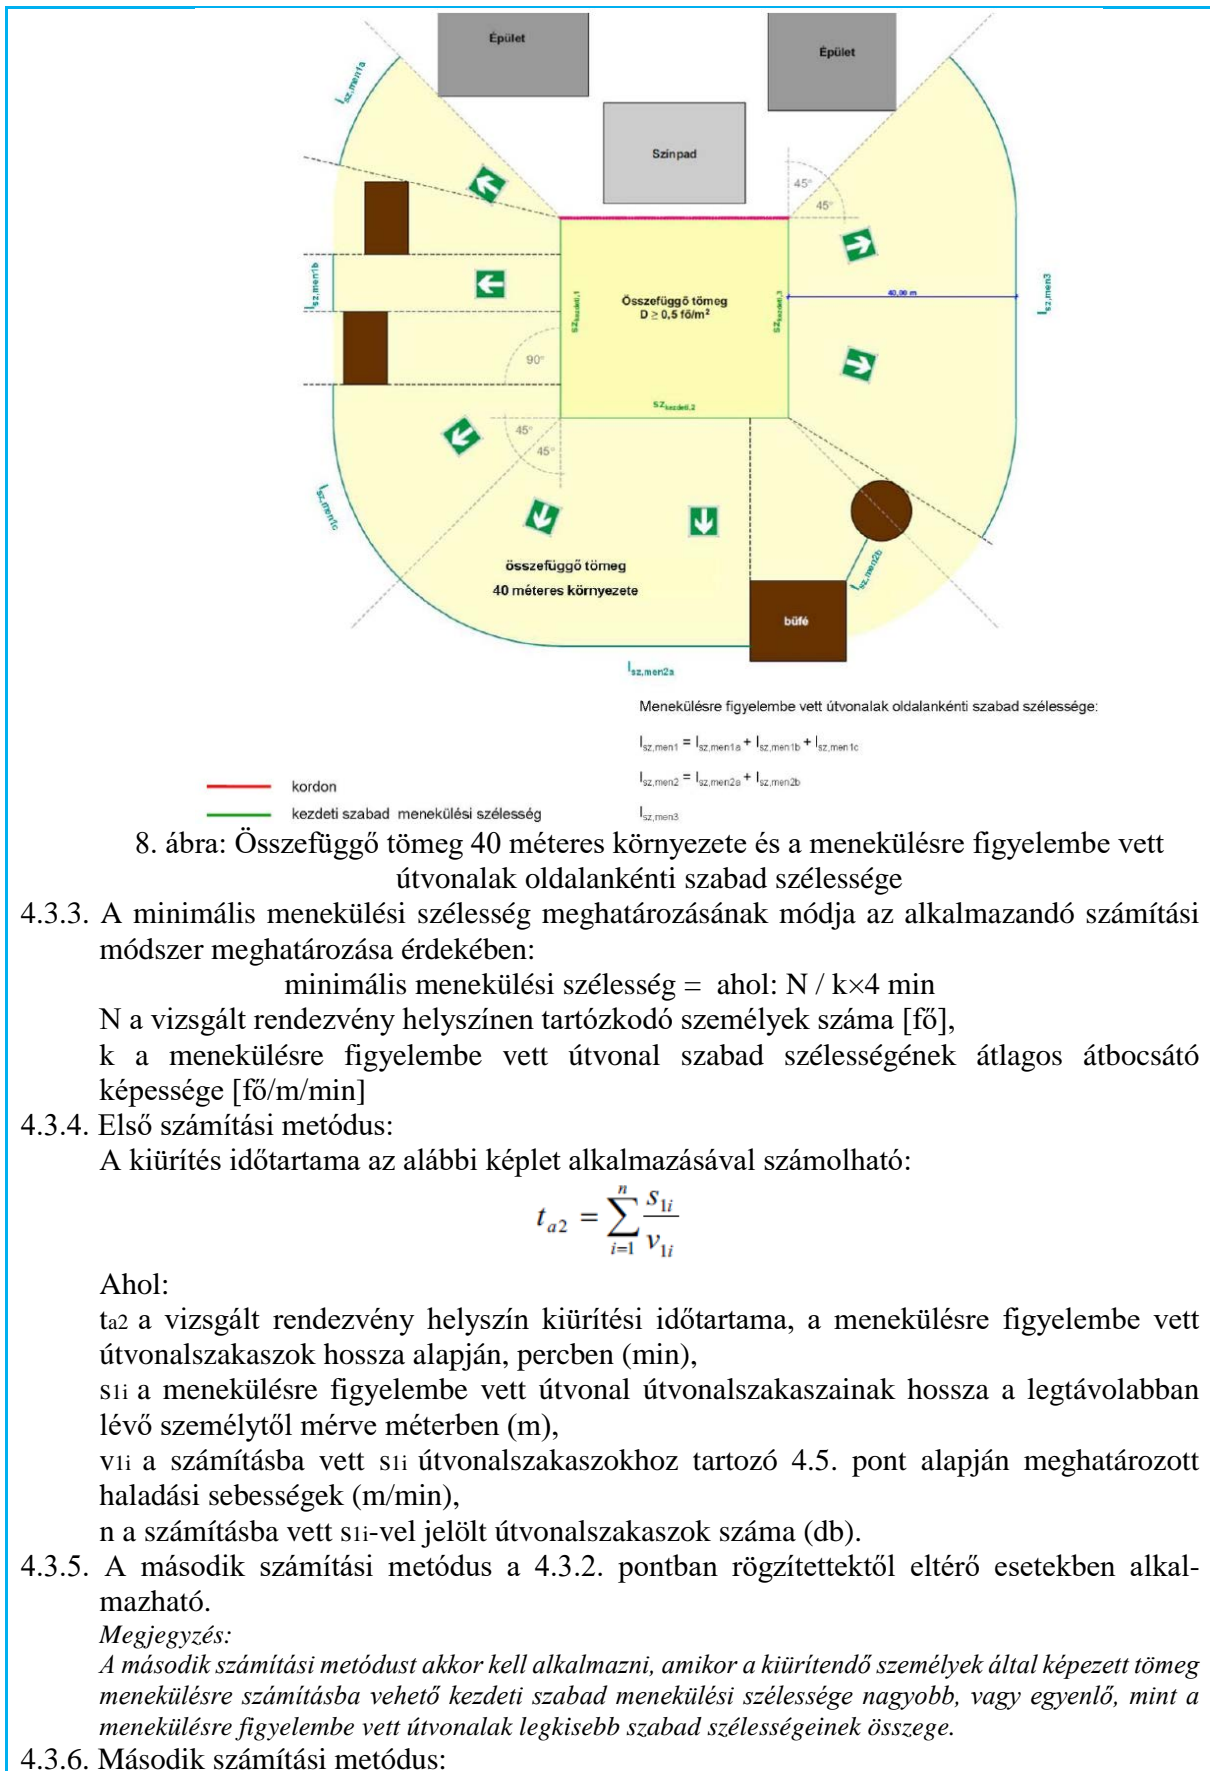 Épület
Épület
l sz,men1a
Színpad
45°
45°
l sz,men1b
Összefüggő tömeg
D ≥ 0,5 fő/m²
sz kezdeti,1
sz kezdeti,3
40,00 m
l sz,men3
90°
sz kezdeti,2
45°
45°
l sz,men1c
összefüggő tömeg
40 méteres környezete
l sz,men2b
büfé
l sz,men2a
Menekülésre figyelembe vett útvonalak oldalankénti szabad szélessége:
l sz,men1 = l sz,men1a + l sz,men1b + l sz,men1c
l sz,men2 = l sz,men2a + l sz,men2b
kordon
kezdeti szabad menekülési szélesség
l sz,men3
8. ábra: Összefüggő tömeg 40 méteres környezete és a menekülésre figyelembe vett
útvonalak oldalankénti szabad szélessége
4.3.3. A minimális menekülési szélesség meghatározásának módja az alkalmazandó számítási
módszer meghatározása érdekében:
minimális menekülési szélesség = ahol: N / k×4 min
N a vizsgált rendezvény helyszínen tartózkodó személyek száma [fő],
k a menekülésre figyelembe vett útvonal szabad szélességének átlagos átbocsátó
képessége [fő/m/min]
4.3.4. Első számítási metódus:
A kiürítés időtartama az alábbi képlet alkalmazásával számolható:
t a2 = Σ i=1 n s 1i / v 1i
Ahol:
ta2 a vizsgált rendezvény helyszín kiürítési időtartama, a menekülésre figyelembe vett
útvonalszakaszok hossza alapján, percben (min),
s1i a menekülésre figyelembe vett útvonal útvonalszakaszainak hossza a legtávolabban
lévő személytől mérve méterben (m),
v1i a számításba vett s1i útvonalszakaszokhoz tartozó 4.5. pont alapján meghatározott
haladási sebességek (m/min),
n a számításba vett s1i-vel jelölt útvonalszakaszok száma (db).
4.3.5. A második számítási metódus a 4.3.2. pontban rögzítettektől eltérő esetekben alkal-
mazható.
Megjegyzés:
A második számítási metódust akkor kell alkalmazni, amikor a kiürítendő személyek által képezett tömeg
menekülésre számításba vehető kezdeti szabad menekülési szélessége nagyobb, vagy egyenlő, mint a
menekülésre figyelembe vett útvonalak legkisebb szabad szélességeinek összege.
4.3.6. Második számítási metódus: